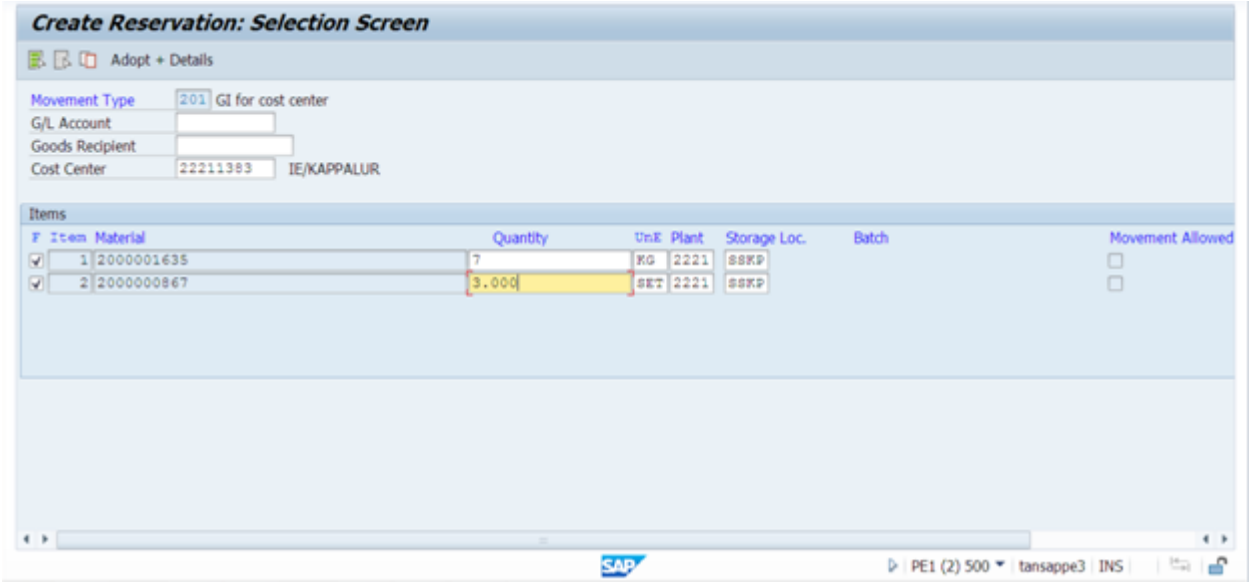 Create Reservation: Selection Screen
Adopt + Details
Movement Type 201 GI for cost center
G/L Account
Goods Recipient
Cost Center 22211383 IE/KAPPALUR
Items
F Item Material Quantity UnE Plant Storage Loc. Batch Movement Allowed
1 2000001635 7 KG 2221 SSKP
2 2000000867 3.000 SET 2221 SSKP
SAP PE1 (2) 500 tansappe3 INS